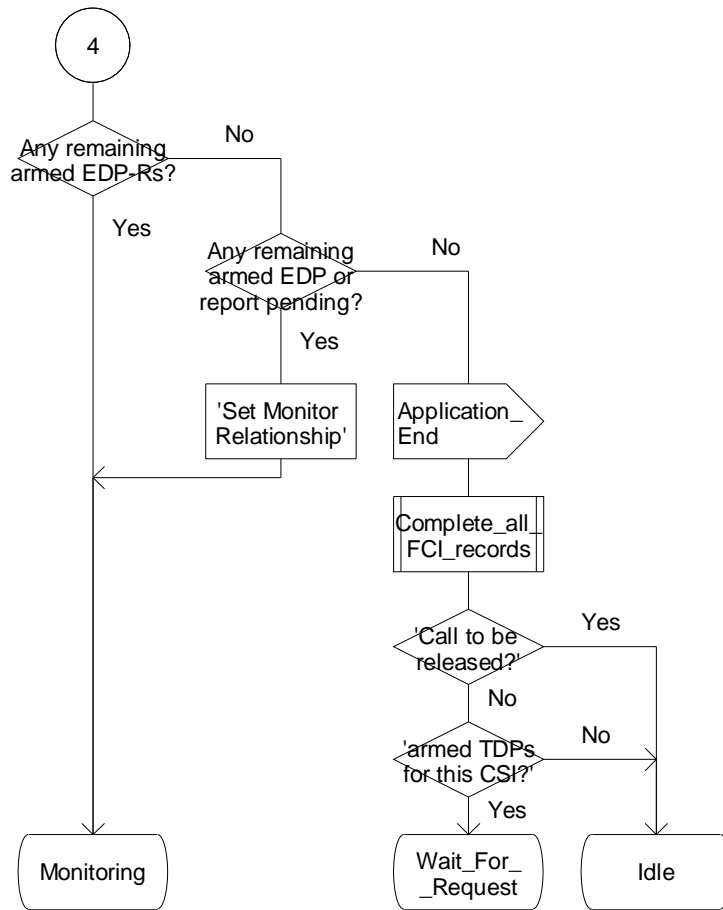 4
Any remaining
armed EDP-Rs?
No
Yes
Any remaining
armed EDP or
report pending?
No
Yes
'Set Monitor
Relationship'
Application_
End
Complete_all_
FCI_records
'Call to be
released?'
Yes
No
'armed TDPs
for this CSI?'
No
Yes
Monitoring
Wait_For_
_Request
Idle